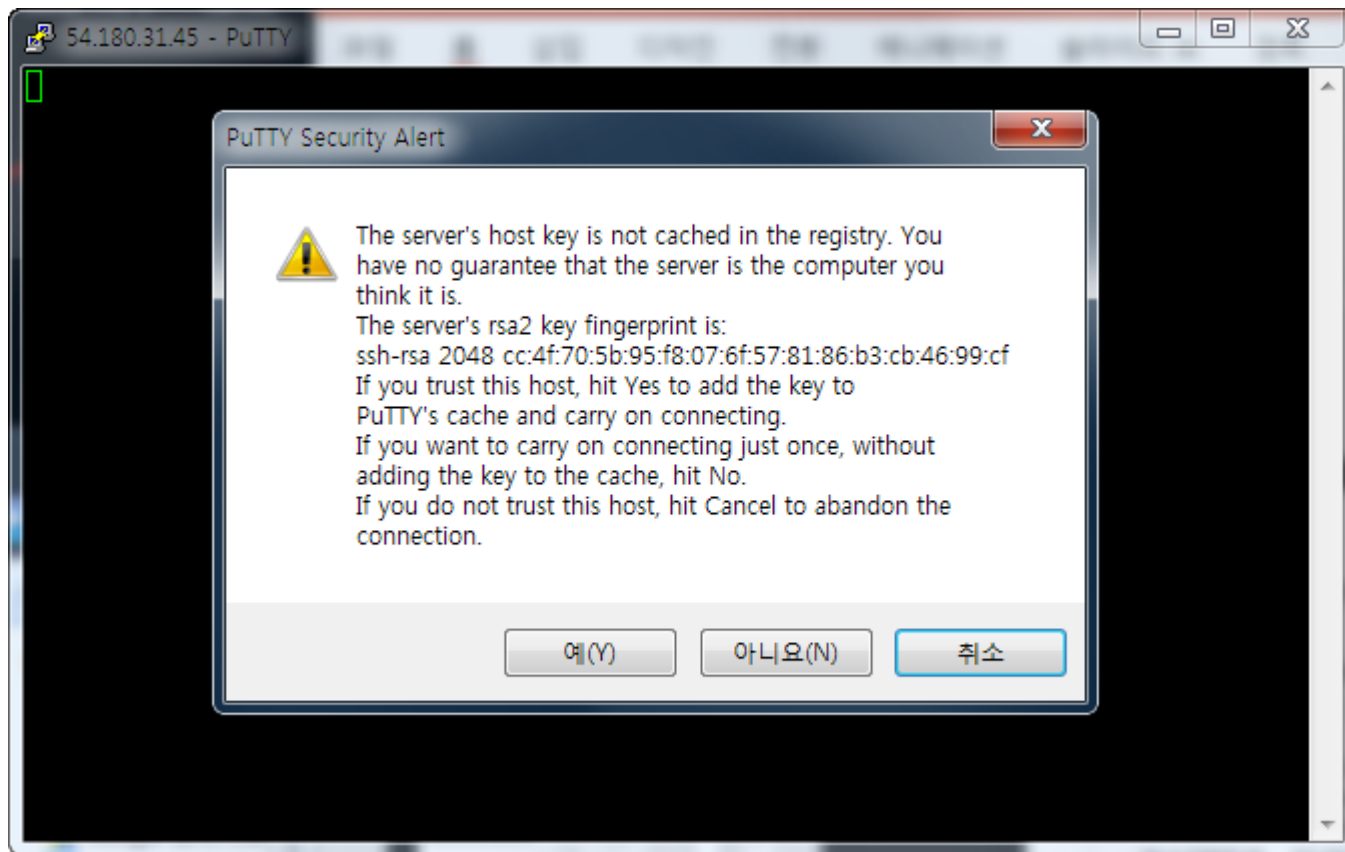 54.180.31.45 - PuTTY
PuTTY Security Alert
The server's host key is not cached in the registry. You
have no guarantee that the server is the computer you
think it is.
The server's rsa2 key fingerprint is:
ssh-rsa 2048 cc:4f:70:5b:95:f8:07:6f:57:81:86:b3:cb:46:99:cf
If you trust this host, hit Yes to add the key to
PuTTY's cache and carry on connecting.
If you want to carry on connecting just once, without
adding the key to the cache, hit No.
If you do not trust this host, hit Cancel to abandon the
connection.
예(Y) 아니요(N) 취소